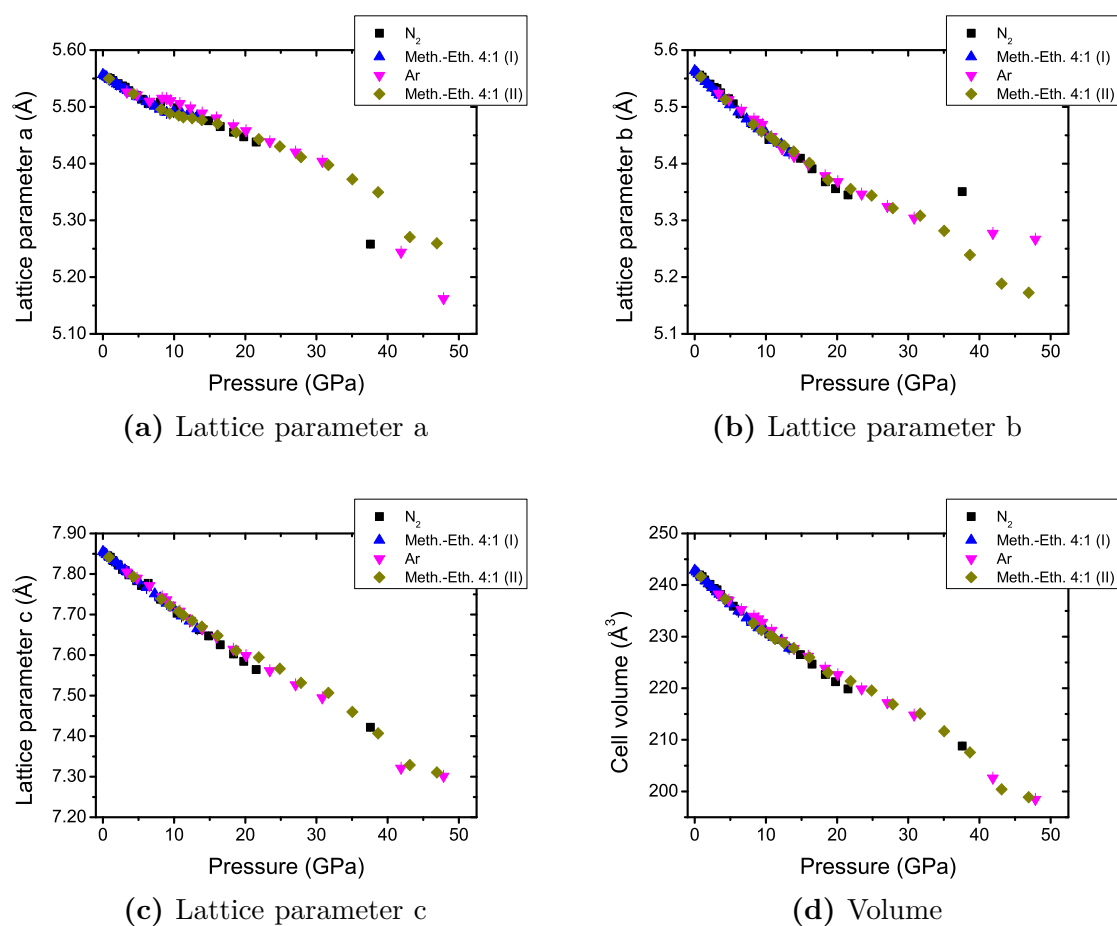 N₂
Meth.-Eth. 4:1 (I)
Ar
Meth.-Eth. 4:1 (II)
5.60
5.50
5.40
5.30
5.20
5.10
Lattice parameter a (Å)
0 10 20 30 40 50
Pressure (GPa)
(a) Lattice parameter a
N₂
Meth.-Eth. 4:1 (I)
Ar
Meth.-Eth. 4:1 (II)
5.6
5.5
5.4
5.3
5.2
5.1
Lattice parameter b (Å)
0 10 20 30 40 50
Pressure (GPa)
(b) Lattice parameter b
N₂
Meth.-Eth. 4:1 (I)
Ar
Meth.-Eth. 4:1 (II)
7.90
7.80
7.70
7.60
7.50
7.40
7.30
7.20
Lattice parameter c (Å)
0 10 20 30 40 50
Pressure (GPa)
(c) Lattice parameter c
N₂
Meth.-Eth. 4:1 (I)
Ar
Meth.-Eth. 4:1 (II)
250
240
230
220
210
200
Cell volume (Å³)
0 10 20 30 40 50
Pressure (GPa)
(d) Volume